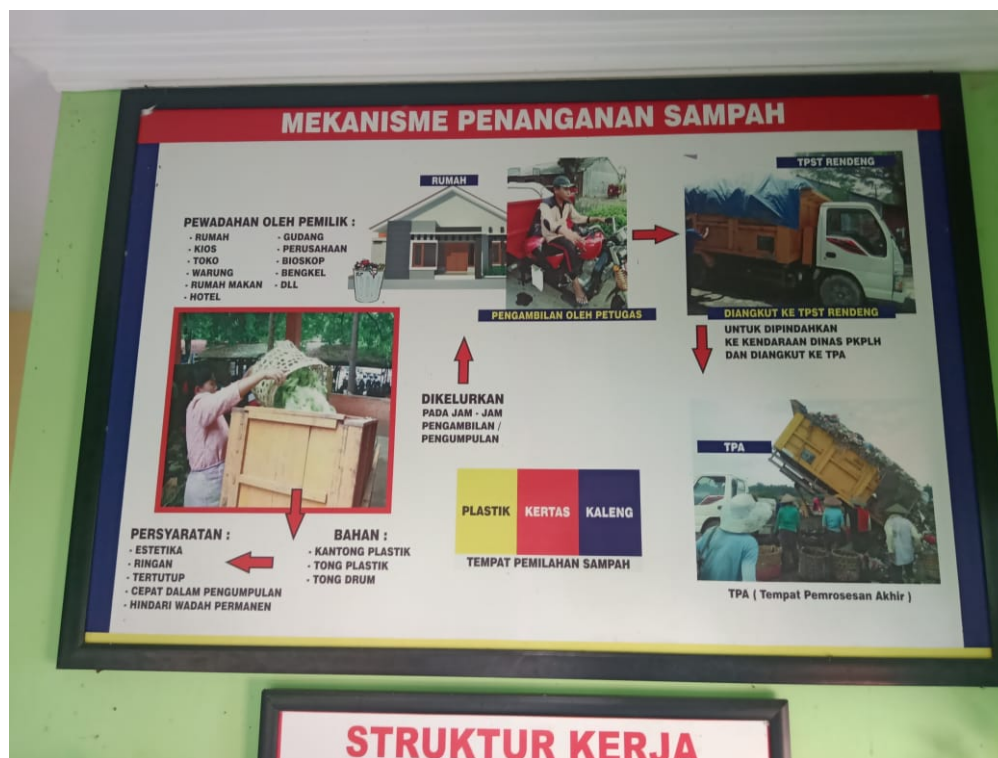 MEKANISME PENANGANAN SAMPAH
PEWADAHAN OLEH PEMILIK :
- RUMAH
- KIOS
- TOKO
- WARUNG
- RUMAH MAKAN
- HOTEL
- GUDANG
- PERUSAHAAN
- BIOSKOP
- BENGKEL
- DLL
RUMAH
PENGAMBILAN OLEH PETUGAS
TPST RENDENG
DIANGKUT KE TPST RENDENG
UNTUK DIPINDAHKAN
KE KENDARAAN DINAS PKPLH
DAN DIANGKUT KE TPA
DIKELURKAN
PADA JAM - JAM
PENGAMBILAN /
PENGUMPULAN
PERSYARATAN :
- ESTETIKA
- RINGAN
- TERTUTUP
- CEPAT DALAM PENGUMPULAN
- HINDARI WADAH PERMANEN
BAHAN :
- KANTONG PLASTIK
- TONG PLASTIK
- TONG DRUM
PLASTIK KERTAS KALENG
TEMPAT PEMILAHAN SAMPAH
TPA
TPA ( Tempat Pemrosesan Akhir )
STRUKTUR KERJA